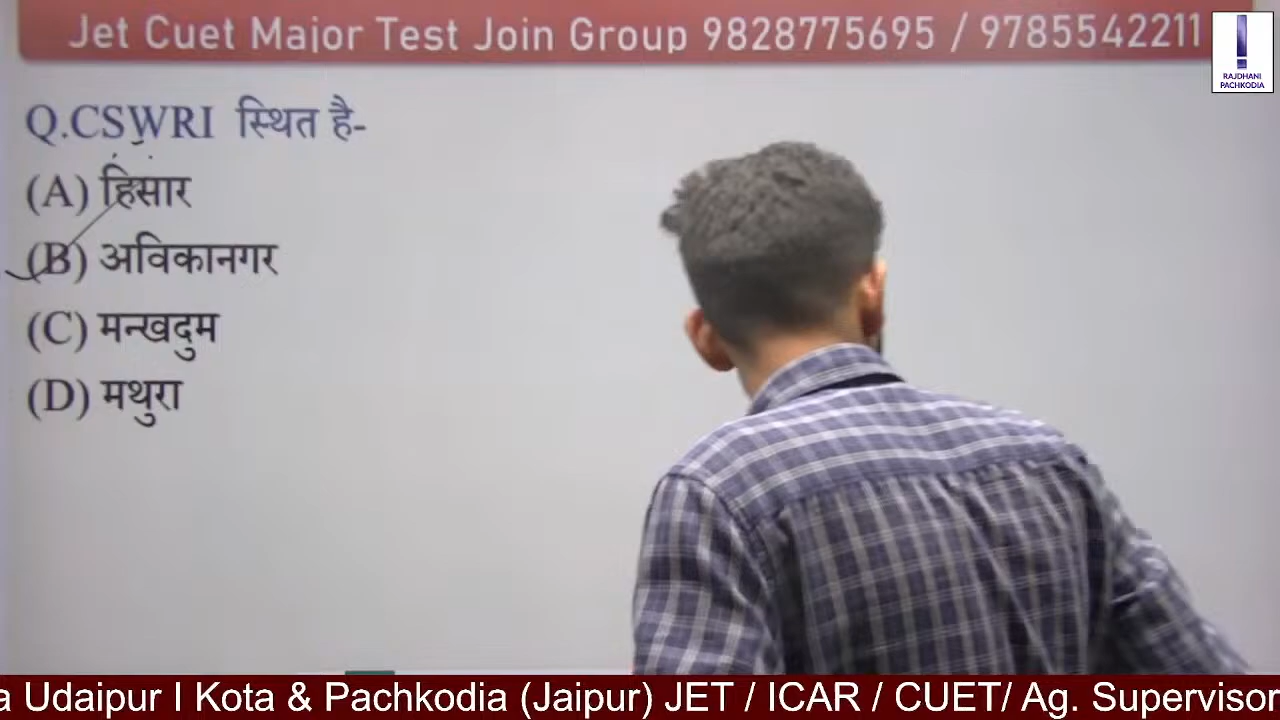 Jet Cuet Major Test Join Group 9828775695 / 9785542211
RAJDHANI
PACHKODIA
Q.CSWRI स्थित है-
(A) हिसार
(B) अविकानगर
(C) मन्खदुम
(D) मथुरा
a Udaipur I Kota & Pachkodia (Jaipur) JET / ICAR / CUET/ Ag. Supervisor